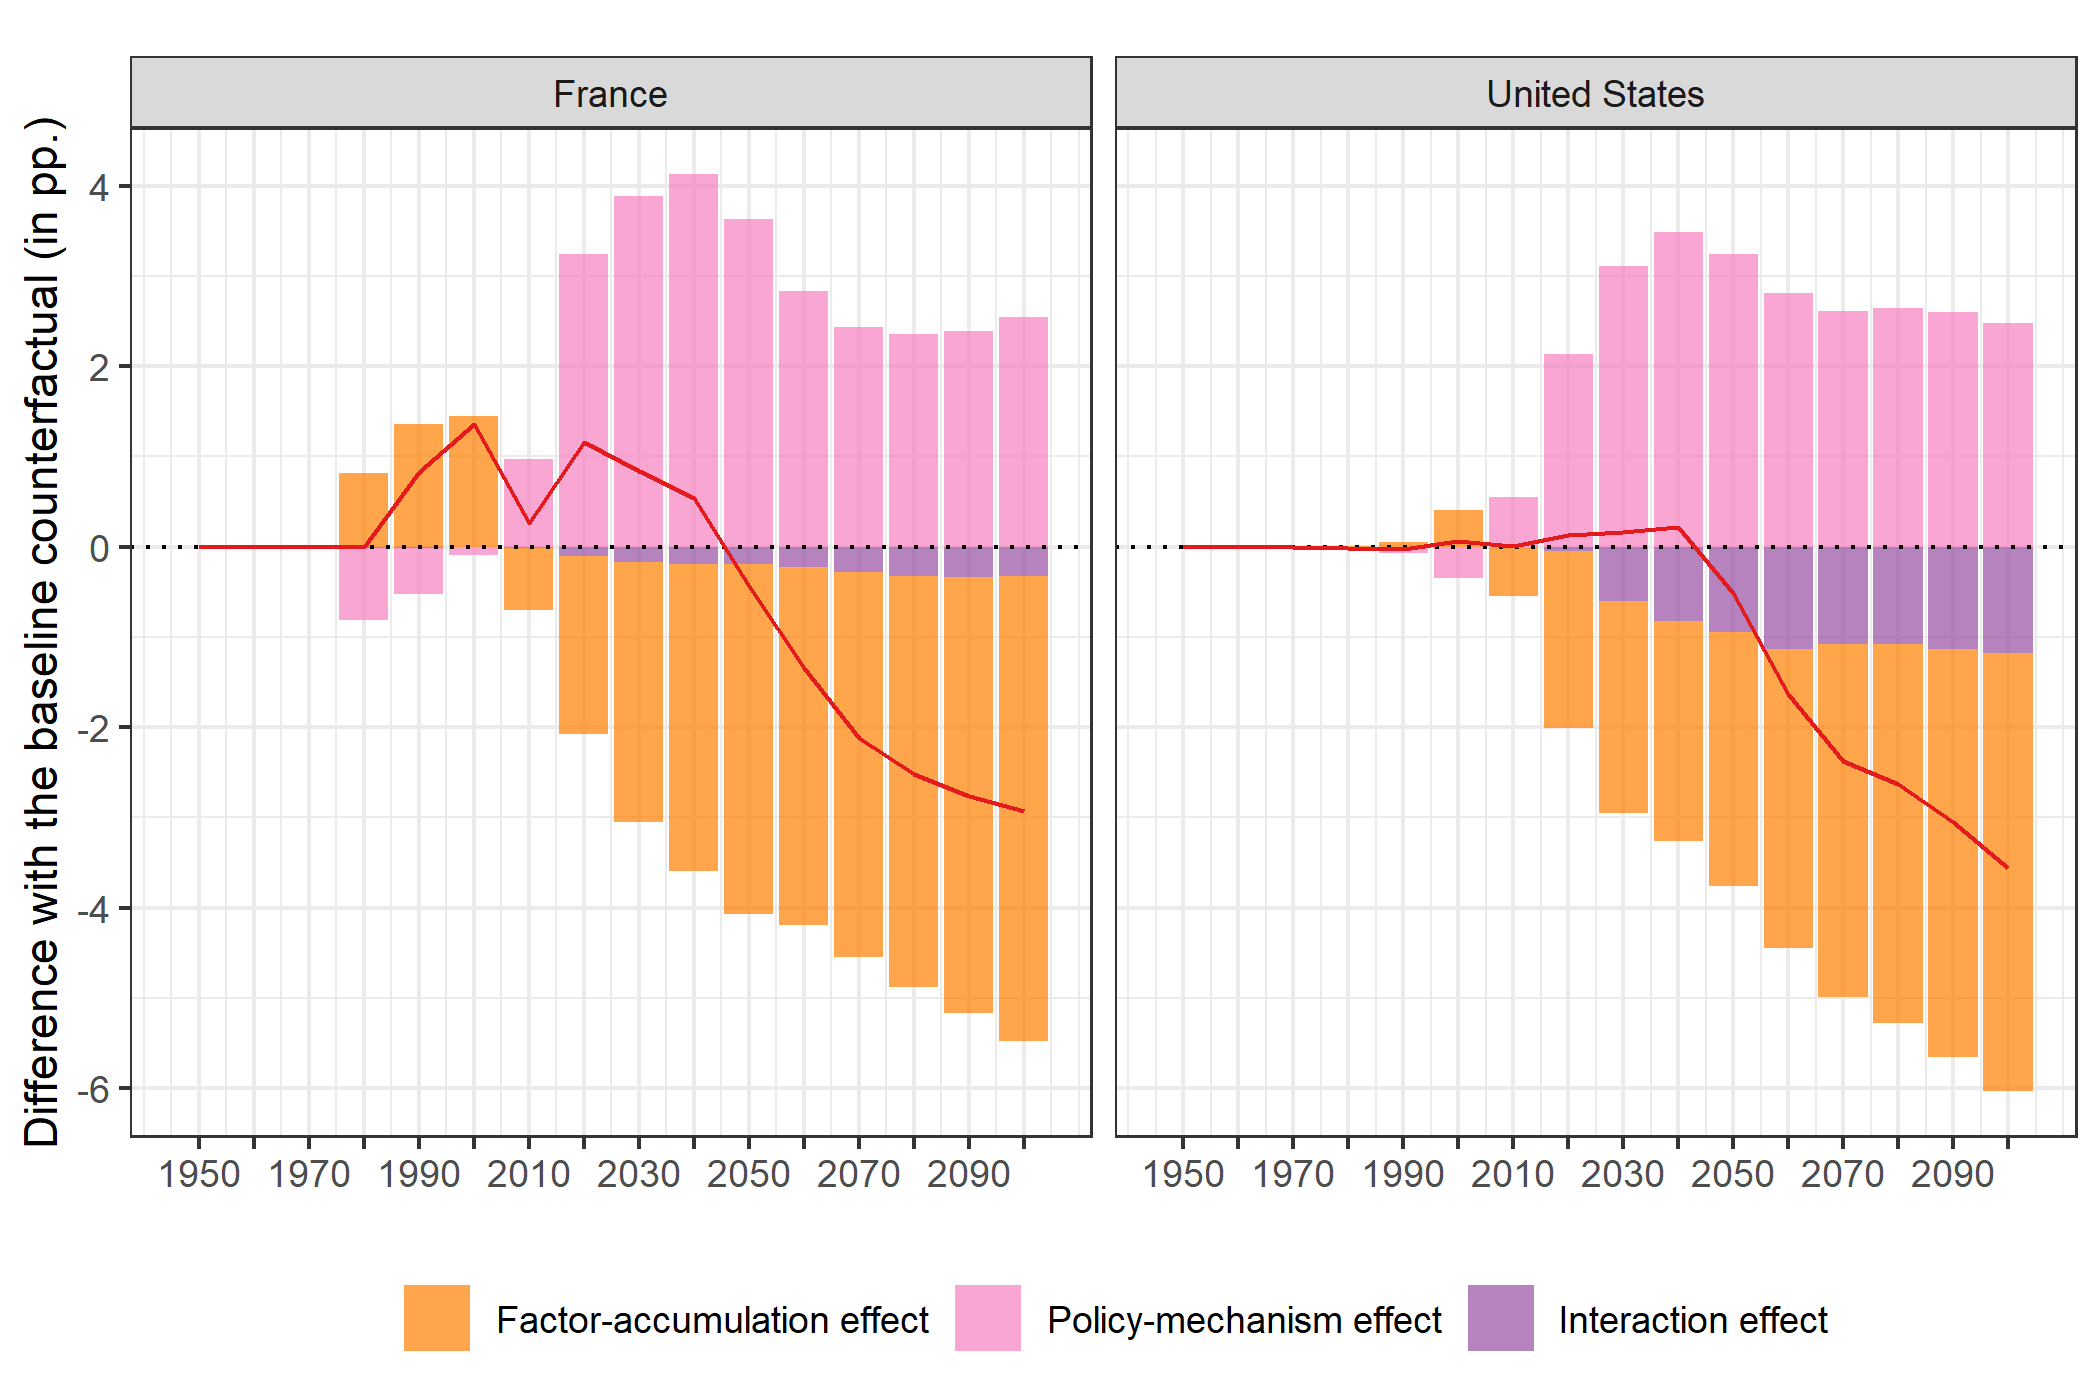 France
United States
Difference with the baseline counterfactual (in pp.)
4
2
0
-2
-4
-6
1950 1970 1990 2010 2030 2050 2070 2090
1950 1970 1990 2010 2030 2050 2070 2090
Factor-accumulation effect
Policy-mechanism effect
Interaction effect